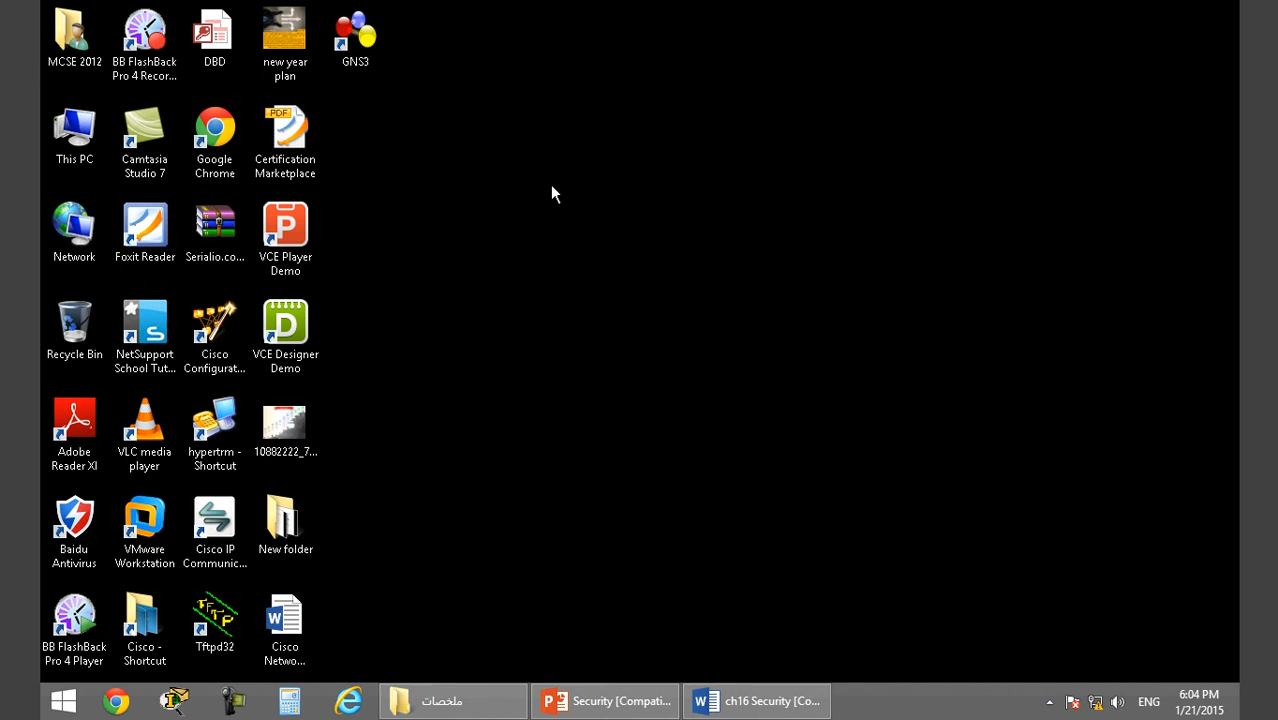 MCSE 2012
BB FlashBack
Pro 4 Recor...
DBD
new year
plan
GNS3
This PC
Camtasia
Studio 7
Google
Chrome
PDF
Certification
Marketplace
Network
Foxit Reader
Serialio.co...
VCE Player
Demo
Recycle Bin
NetSupport
School Tut...
Cisco
Configurat...
VCE Designer
Demo
Adobe
Reader XI
VLC media
player
hypertrm -
Shortcut
10882222_7...
Baidu
Antivirus
VMware
Workstation
Cisco IP
Communic...
New folder
BB FlashBack
Pro 4 Player
Cisco -
Shortcut
TFTP
Tftpd32
Cisco
Netwo...
ملخصات
Security [Compati...
ch16 Security [Co...
ENG
6:04 PM
1/21/2015